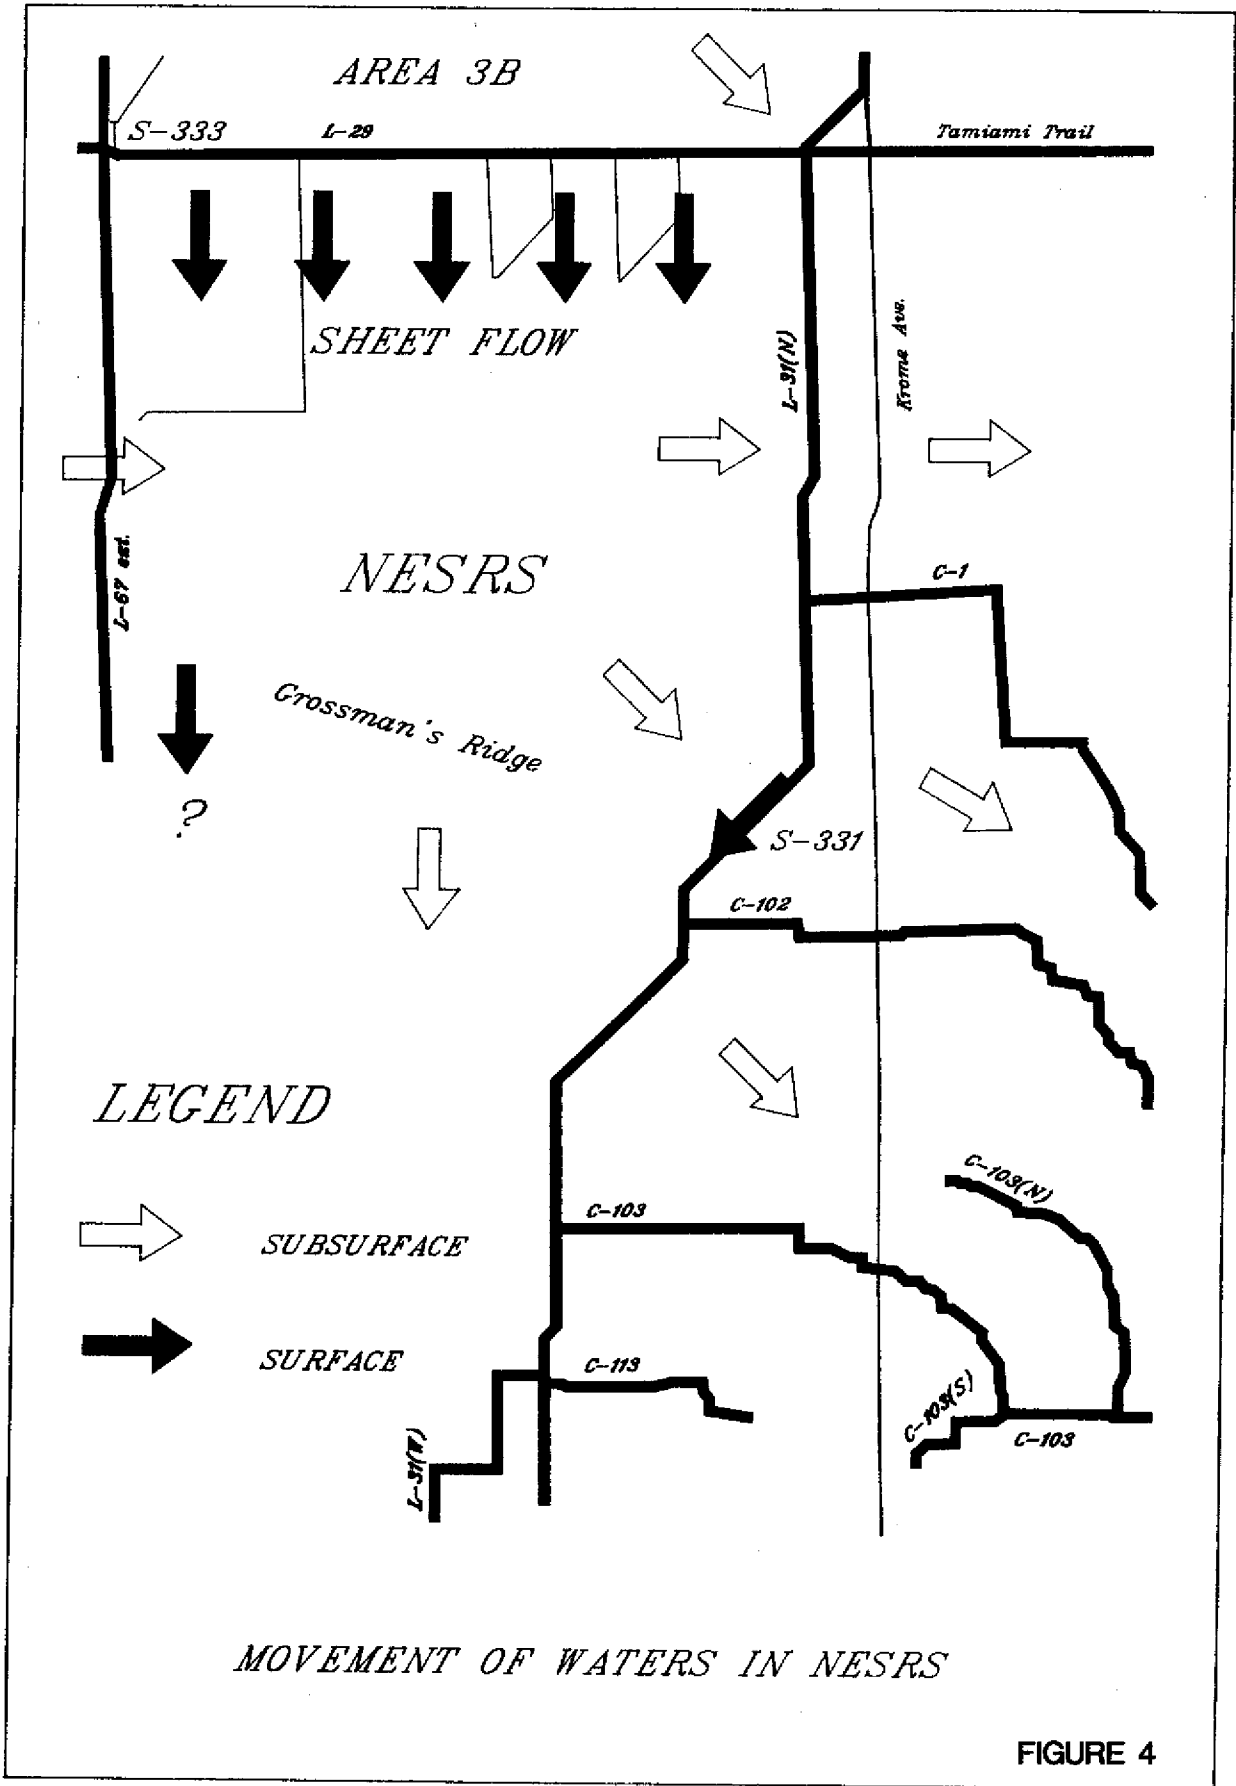 AREA 3B
S-333
L-29
Tamiami Trail
SHEET FLOW
L-31(N)
Krome Ave.
L-67 ext.
NESRS
C-1
Grossman's Ridge
?
S-331
C-102
LEGEND
C-103(N)
C-103
SUBSURFACE
SURFACE
C-113
C-103(S)
C-103
L-31(W)
MOVEMENT OF WATERS IN NESRS
FIGURE 4